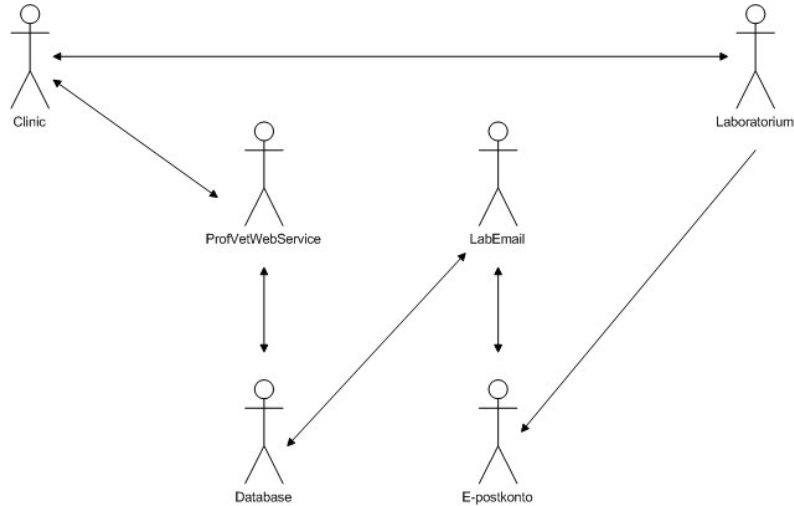 Clinic
Laboratorium
ProfVetWebService
LabEmail
Database
E-postkonto